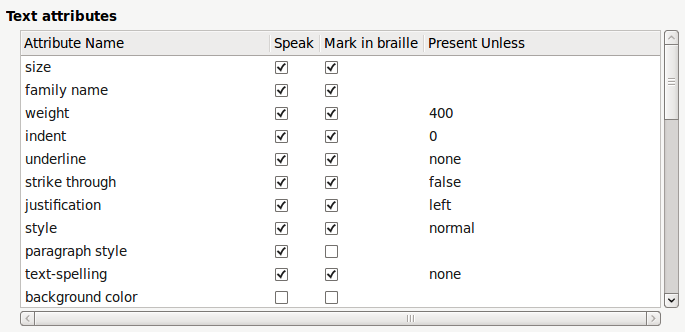 Text attributes
Attribute Name Speak Mark in braille Present Unless
size
family name
weight 400
indent 0
underline none
strike through false
justification left
style normal
paragraph style
text-spelling none
background color